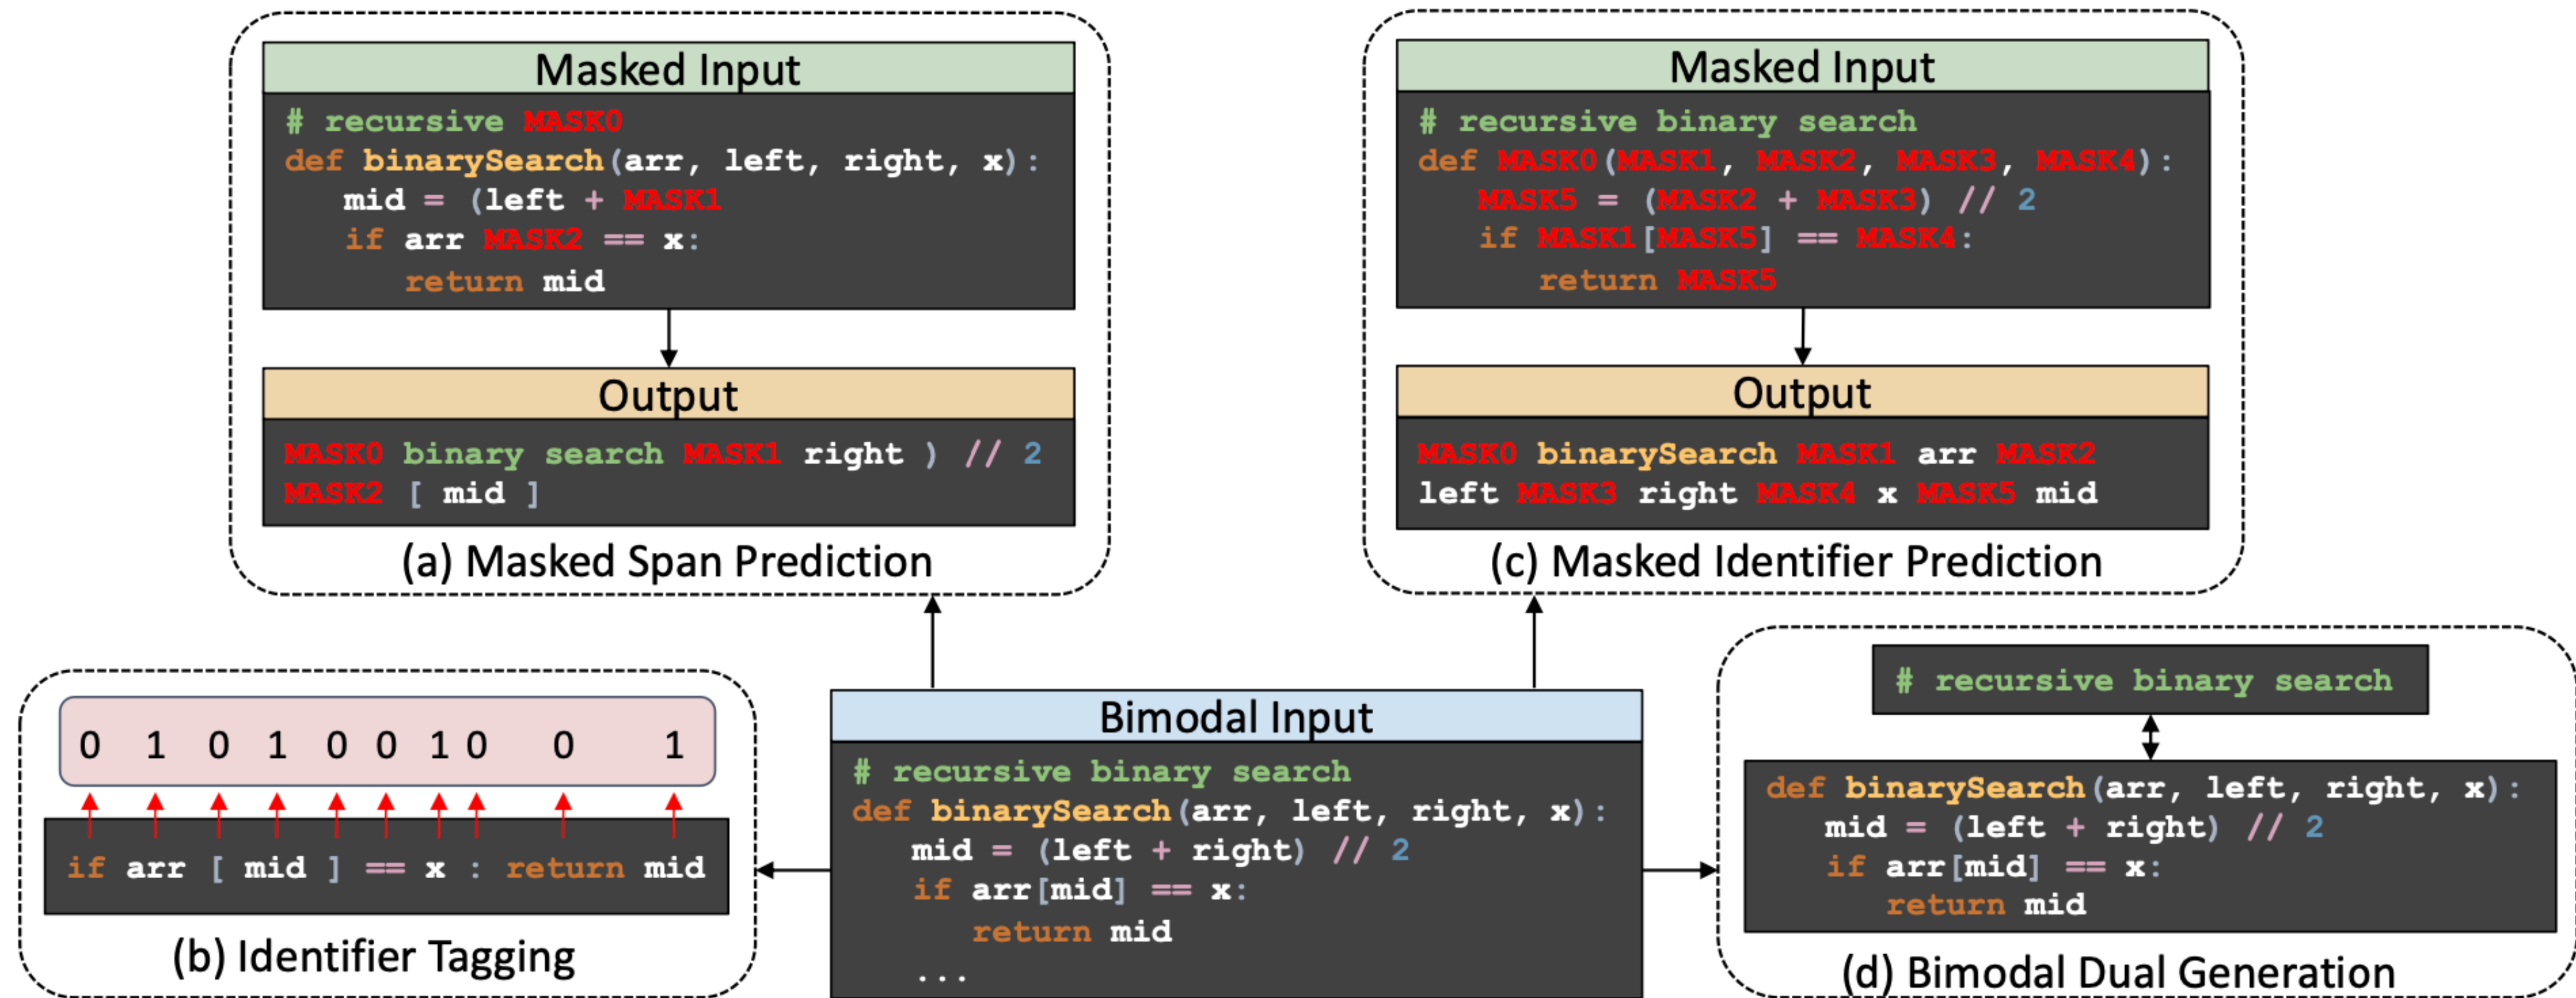 Masked Input
# recursive MASK0
def binarySearch(arr, left, right, x):
mid = (left + MASK1
if arr MASK2 == x:
return mid
Output
MASK0 binary search MASK1 right ) // 2
MASK2 [ mid ]
(a) Masked Span Prediction
Masked Input
# recursive binary search
def MASK0(MASK1, MASK2, MASK3, MASK4):
MASK5 = (MASK2 + MASK3) // 2
if MASK1[MASK5] == MASK4:
return MASK5
Output
MASK0 binarySearch MASK1 arr MASK2
left MASK3 right MASK4 x MASK5 mid
(c) Masked Identifier Prediction
0 1 0 1 0 0 1 0 0 1
if arr [ mid ] == x : return mid
(b) Identifier Tagging
Bimodal Input
# recursive binary search
def binarySearch(arr, left, right, x):
mid = (left + right) // 2
if arr[mid] == x:
return mid
...
# recursive binary search
def binarySearch(arr, left, right, x):
mid = (left + right) // 2
if arr[mid] == x:
return mid
(d) Bimodal Dual Generation